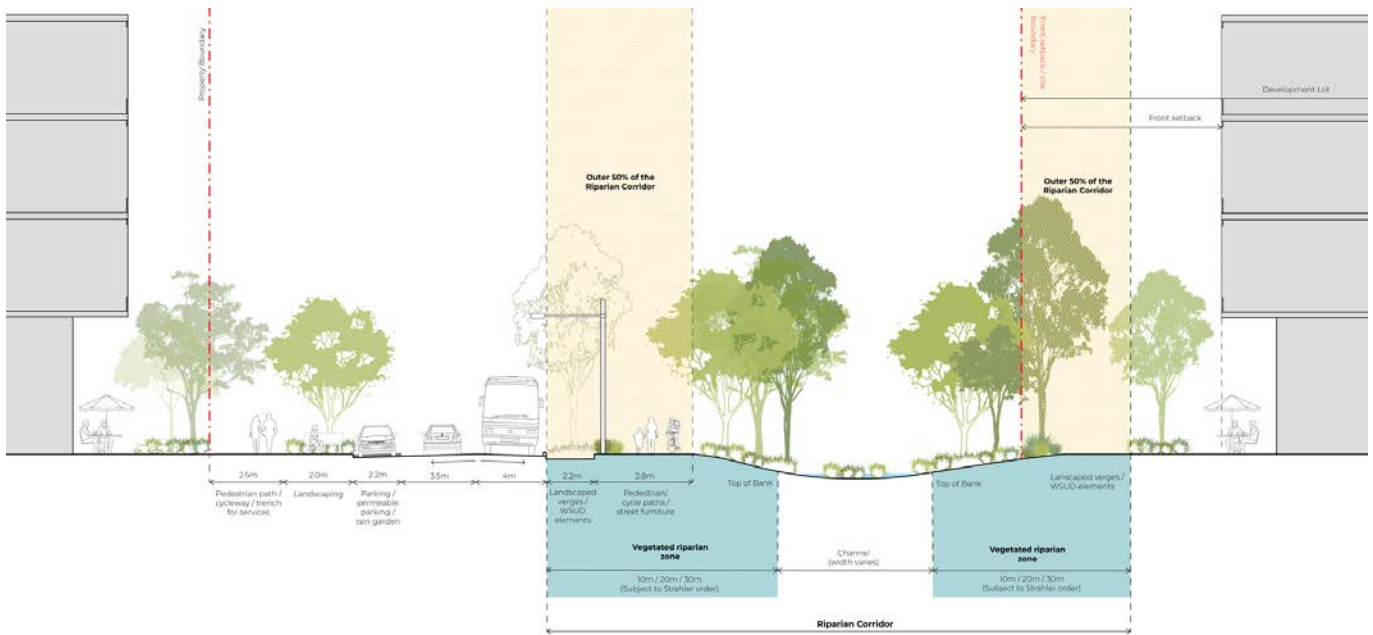 Property Boundary
Front setback / site
boundary
Development Lot
Front setback
Outer 50% of the
Riparian Corridor
Outer 50% of the
Riparian Corridor
2.5m
2.0m
2.2m
3.5m
4m
2.2m
2.8m
Pedestrian path /
cycleway / trench
for services
Landscaping
Parking /
permeable
parking /
rain garden
Landscaped
verges /
WSUD
elements
Pedestrian/
cycle paths /
street furniture
Top of Bank
Top of Bank
Lanscaped verges /
WSUD elements
Vegetated riparian
zone
Channel
(width varies)
Vegetated riparian
zone
10m / 20m / 30m
(Subject to Strahler order)
10m / 20m / 30m
(Subject to Strahler order)
Riparian Corridor